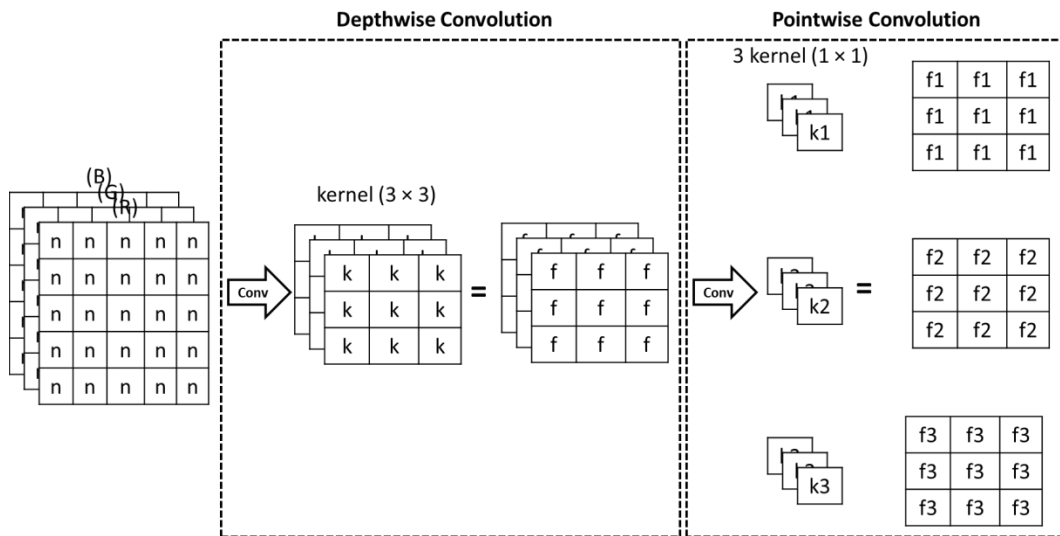 Depthwise Convolution
Pointwise Convolution
3 kernel (1 × 1)
k1
f1 f1 f1
f1 f1 f1
f1 f1 f1
(B)
(G)
(R)
n n n n n
n n n n n
n n n n n
n n n n n
n n n n n
Conv
kernel (3 × 3)
k k k
k k k
k k k
=
f f f
f f f
f f f
Conv
k2
=
f2 f2 f2
f2 f2 f2
f2 f2 f2
k3
f3 f3 f3
f3 f3 f3
f3 f3 f3